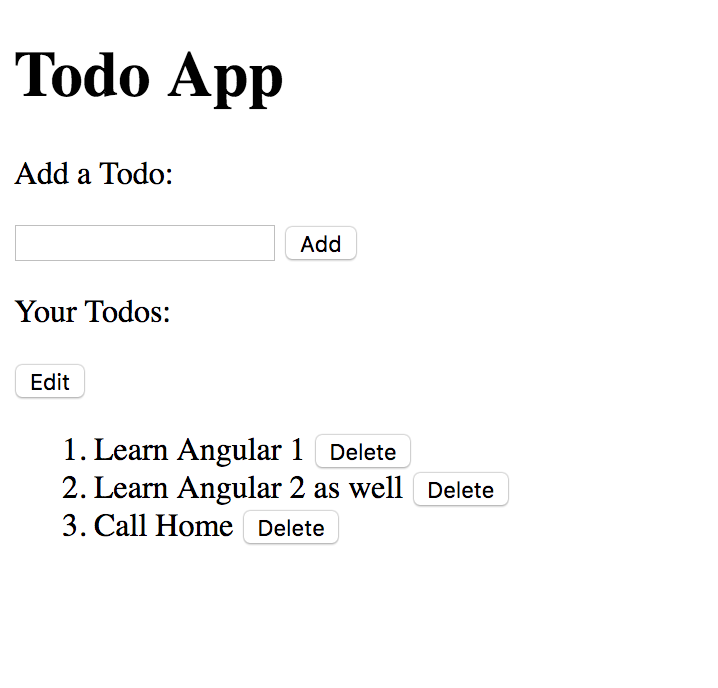 Todo App
Add a Todo:
Add
Your Todos:
Edit
1. Learn Angular 1 Delete
2. Learn Angular 2 as well Delete
3. Call Home Delete